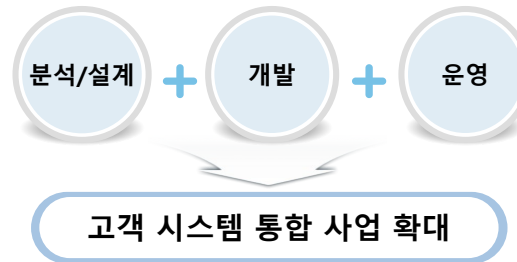 분석/설계 + 개발 + 운영
고객 시스템 통합 사업 확대